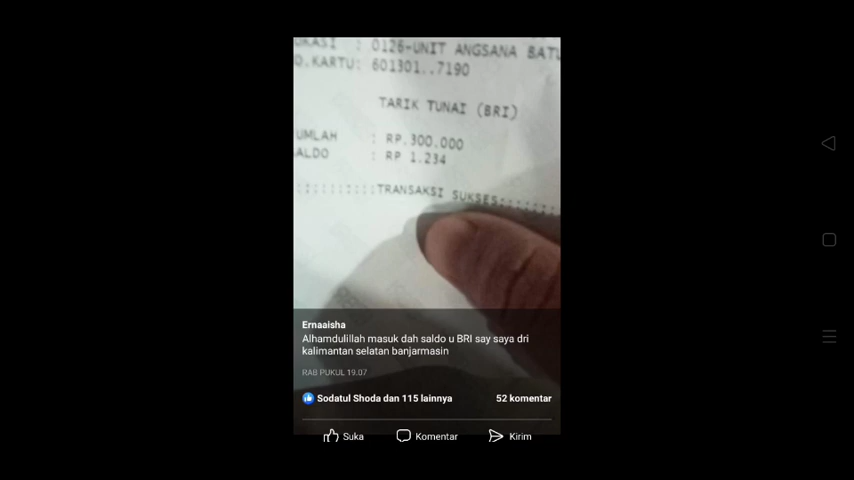 OKASI : 0126-UNIT ANGSANA BATU
O.KARTU: 601301..7190
TARIK TUNAI (BRI)
UMLAH : RP.300.000
ALDO : RP 1.234
::::::::::TRANSAKSI SUKSES:::::::
Ernaaisha
Alhamdulillah masuk dah saldo u BRI say saya dri
kalimantan selatan banjarmasin
RAB PUKUL 19.07
Sodatul Shoda dan 115 lainnya 52 komentar
Suka Komentar Kirim